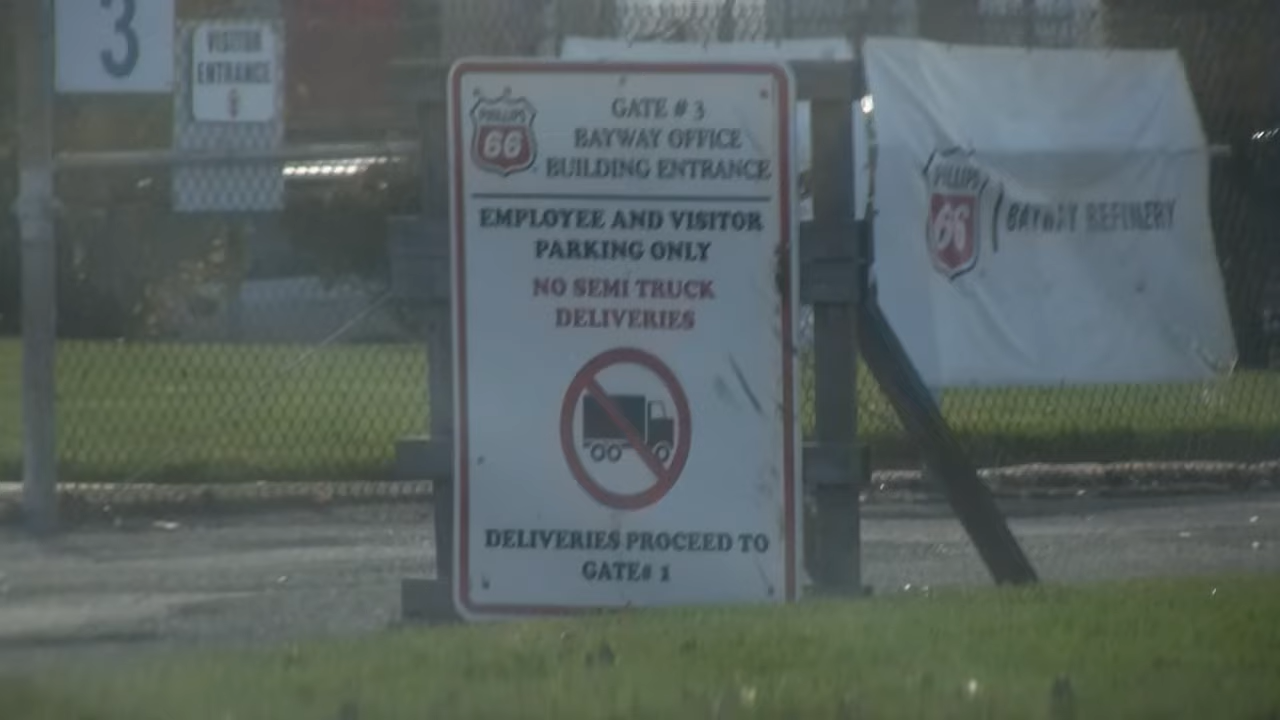 3
VISITOR
ENTRANCE
PHILLIPS
66
GATE # 3
BAYWAY OFFICE
BUILDING ENTRANCE
EMPLOYEE AND VISITOR
PARKING ONLY
NO SEMI TRUCK
DELIVERIES
DELIVERIES PROCEED TO
GATE# 1
PHILLIPS
66
BAYWAY REFINERY